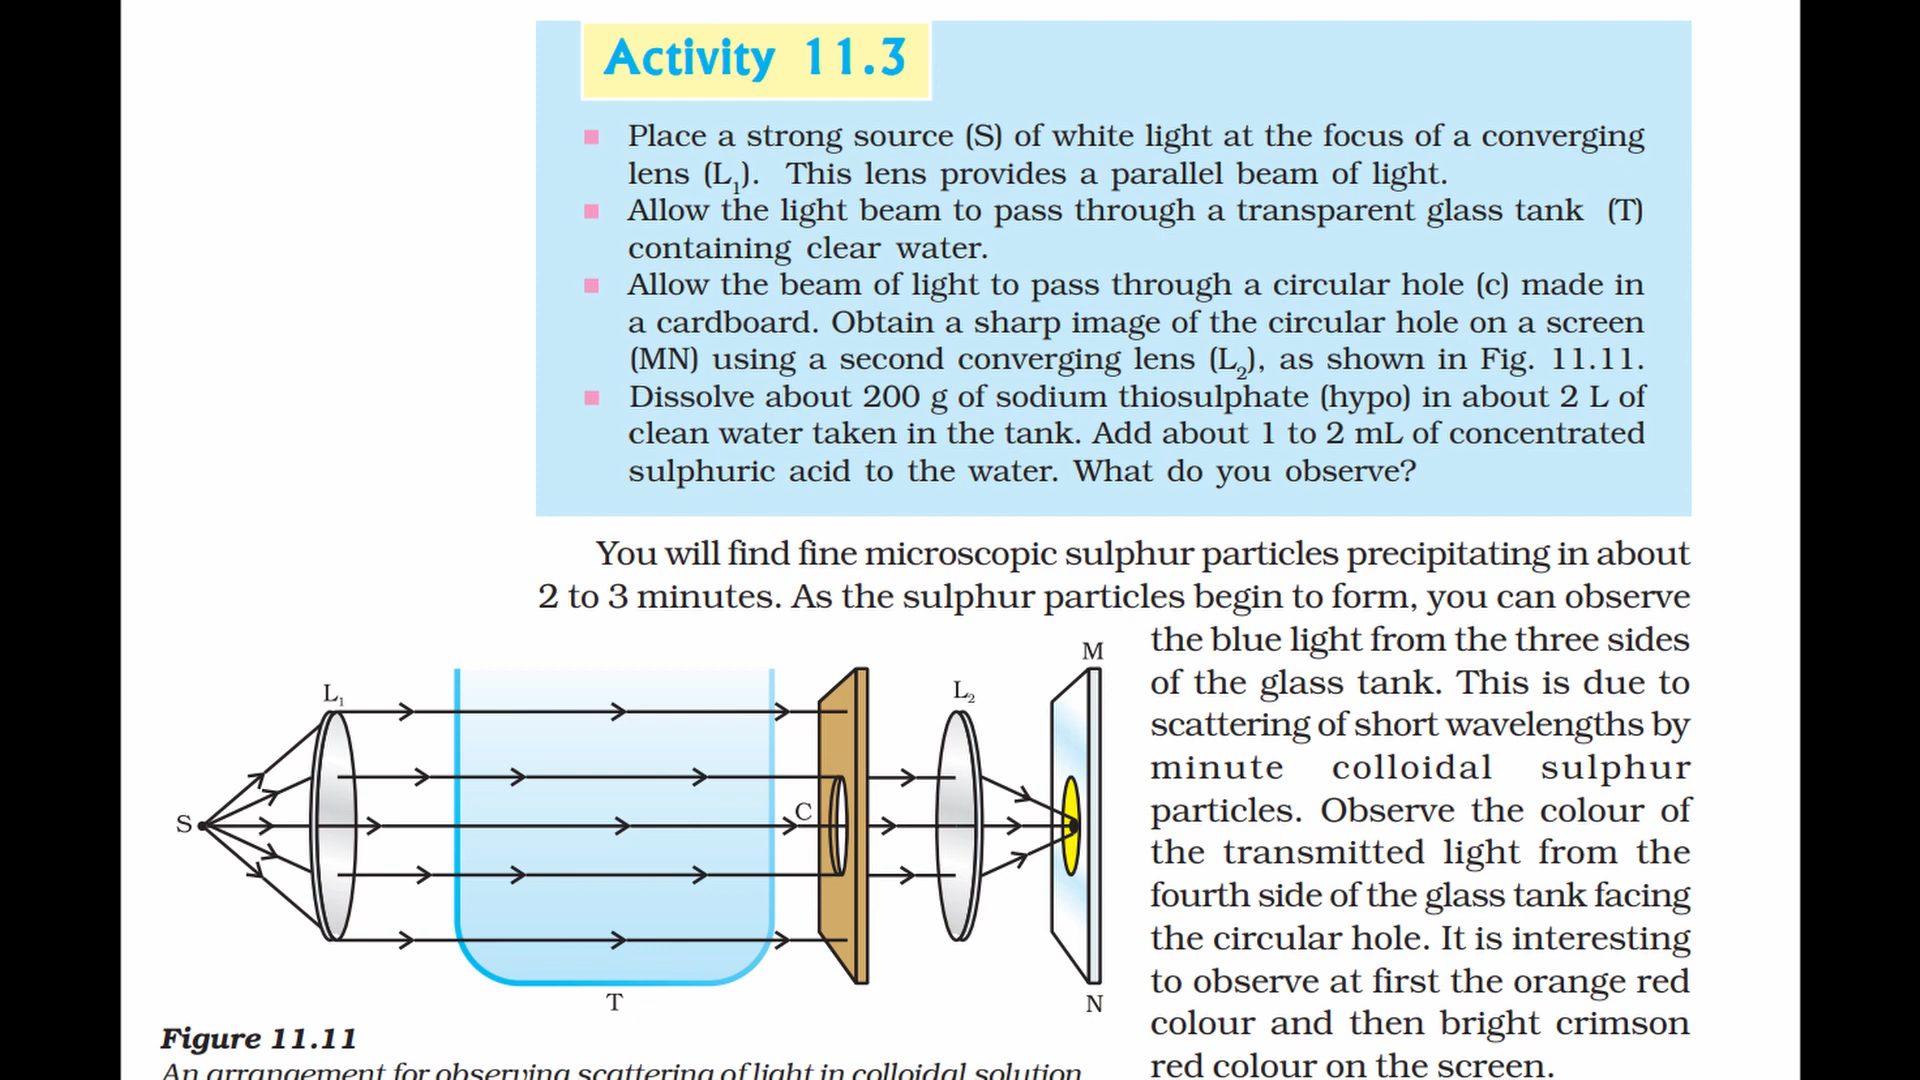 Activity 11.3
Place a strong source (S) of white light at the focus of a converging
lens (L₁). This lens provides a parallel beam of light.
Allow the light beam to pass through a transparent glass tank (T)
containing clear water.
Allow the beam of light to pass through a circular hole (c) made in
a cardboard. Obtain a sharp image of the circular hole on a screen
(MN) using a second converging lens (L₂), as shown in Fig. 11.11.
Dissolve about 200 g of sodium thiosulphate (hypo) in about 2 L of
clean water taken in the tank. Add about 1 to 2 mL of concentrated
sulphuric acid to the water. What do you observe?
You will find fine microscopic sulphur particles precipitating in about
2 to 3 minutes. As the sulphur particles begin to form, you can observe
the blue light from the three sides
of the glass tank. This is due to
scattering of short wavelengths by
minute colloidal sulphur
particles. Observe the colour of
the transmitted light from the
fourth side of the glass tank facing
the circular hole. It is interesting
to observe at first the orange red
colour and then bright crimson
red colour on the screen.
M
L₁
L₂
C
S
T
N
Figure 11.11
An arrangement for observing scattering of light in colloidal solution